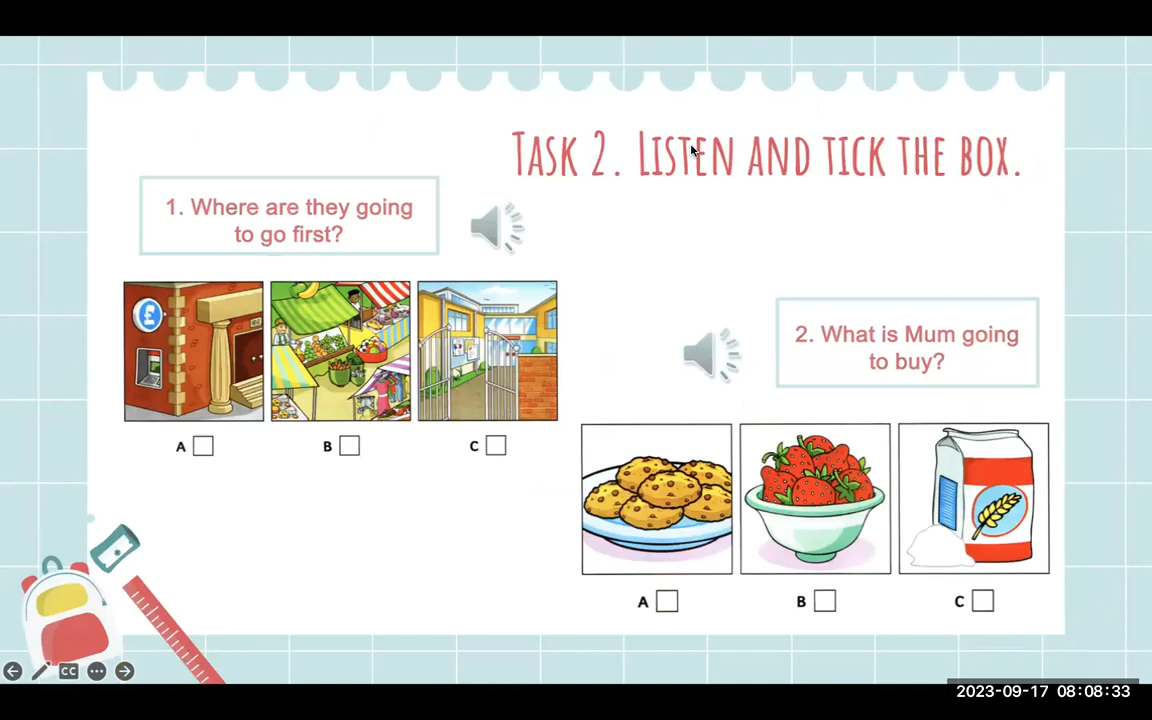 Task 2. Listen and tick the box.
1. Where are they going
to go first?
£
A
B
C
2. What is Mum going
to buy?
A
B
C
CC
2023-09-17 08:08:33